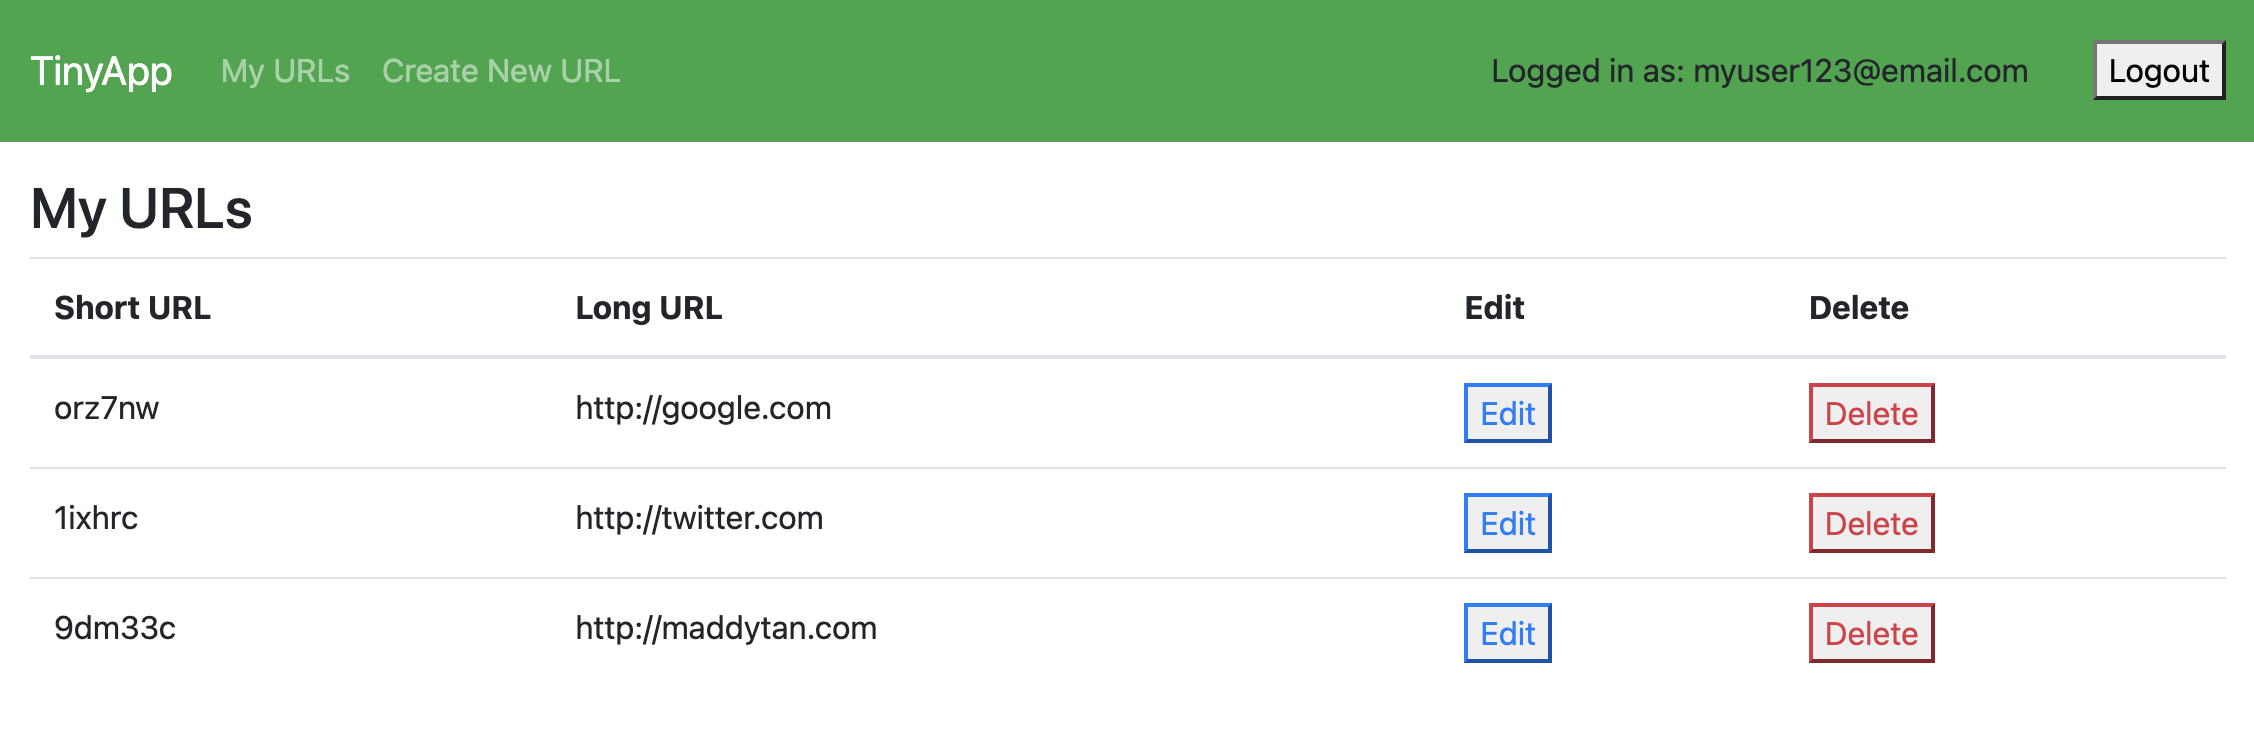 TinyApp My URLs Create New URL Logged in as: myuser123@email.com Logout
My URLs
Short URL Long URL Edit Delete
orz7nw http://google.com Edit Delete
1ixhrc http://twitter.com Edit Delete
9dm33c http://maddytan.com Edit Delete